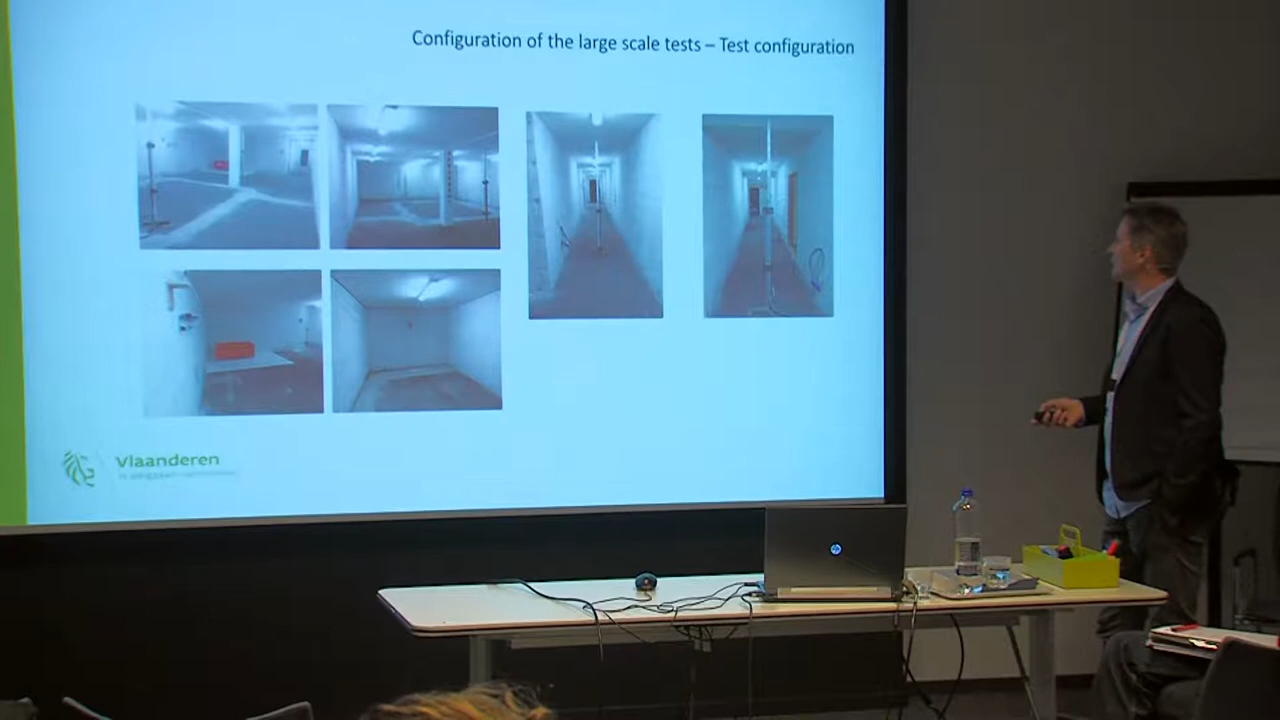 Configuration of the large scale tests – Test configuration
Vlaanderen